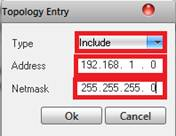 Topology Entry
Type Include
Address 192.168. 1 . 0
Netmask 255.255.255. 0
Ok Cancel